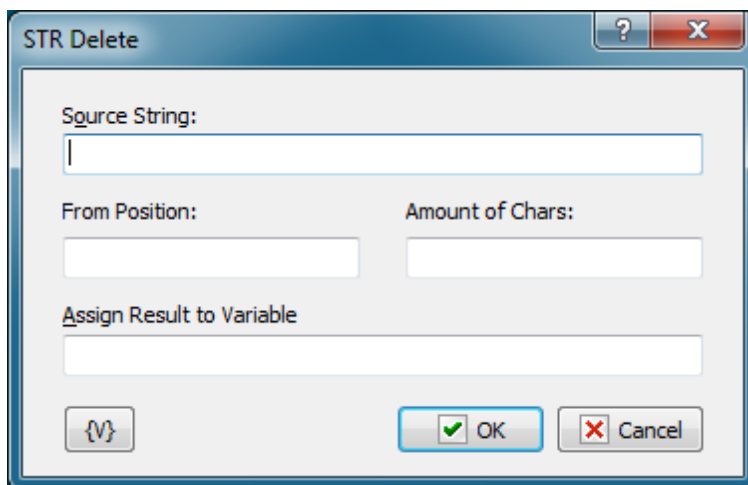 STR Delete ?
Source String:
From Position: Amount of Chars:
Assign Result to Variable
{V} OK Cancel